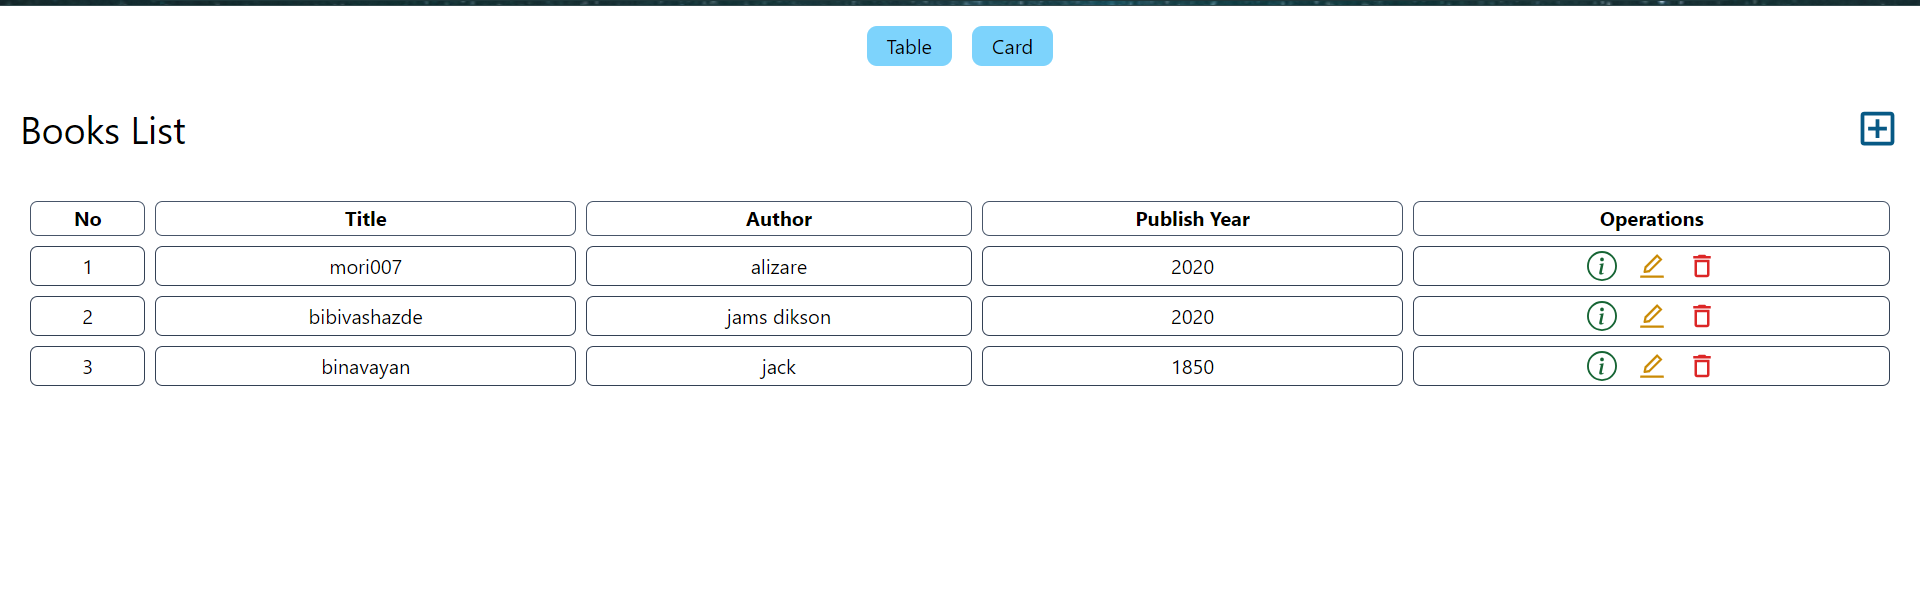 Table Card
Books List
No Title Author Publish Year Operations
1 mori007 alizare 2020
2 bibivashazde jams dikson 2020
3 binavayan jack 1850